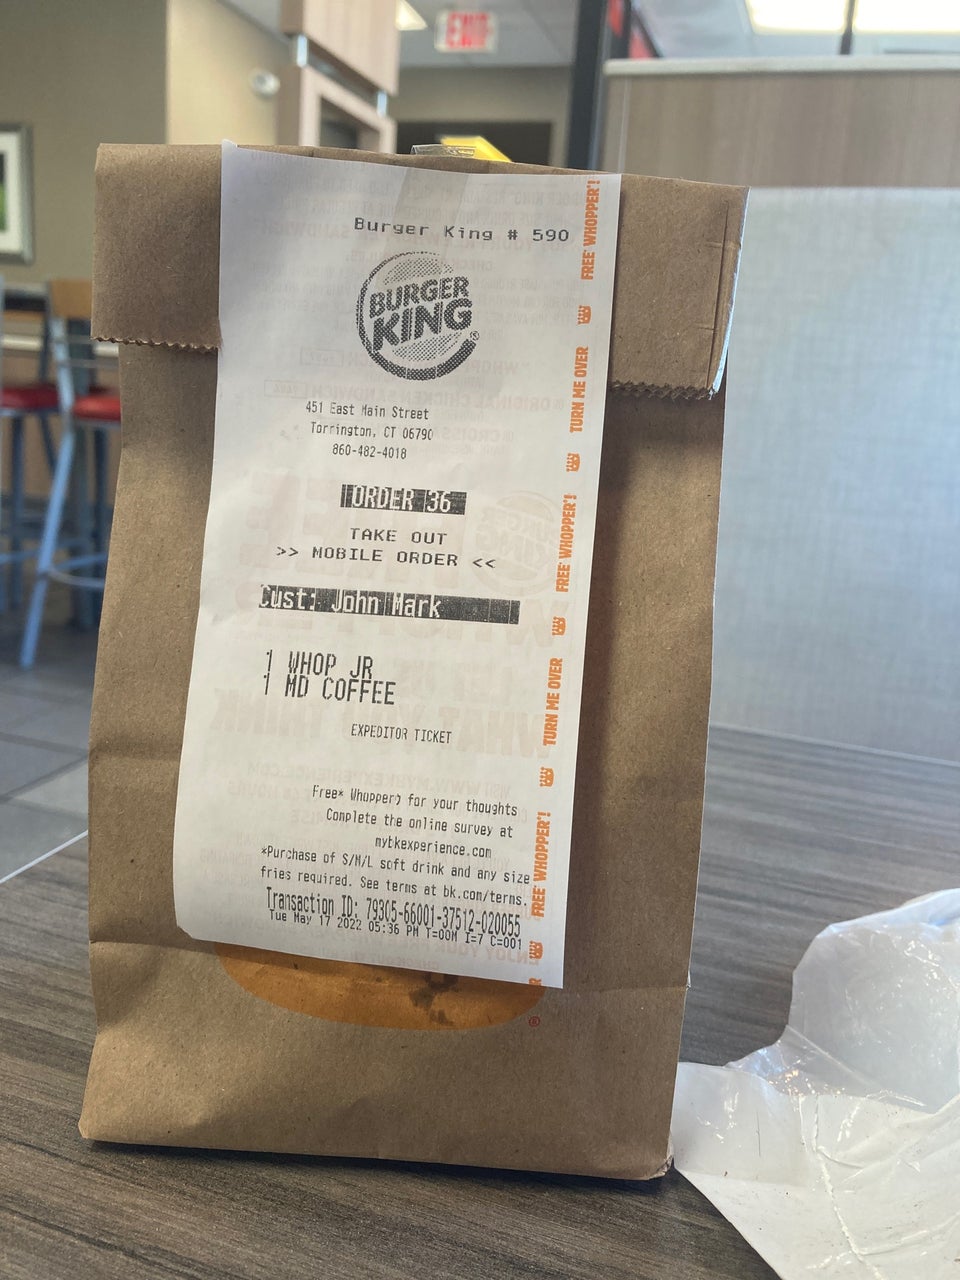 EXIT
Burger King # 590
BURGER
KING
®
451 East Main Street
Torrington, CT 06790
860-482-4018
ORDER 36
TAKE OUT
>> MOBILE ORDER <<
Cust: John Mark
1 WHOP JR
1 MD COFFEE
EXPEDITOR TICKET
Free* Whopper) for your thoughts
Complete the online survey at
mybkexperience.com
*Purchase of S/M/L soft drink and any size
fries required. See terms at bk.com/terms.
Transaction ID: 79305-66001-37512-020055
Tue May 17 2022 05:36 PM T=00M I=7 C=001
FREE WHOPPER®!
TURN ME OVER
FREE WHOPPER®!
TURN ME OVER
FREE WHOPPER®!
®